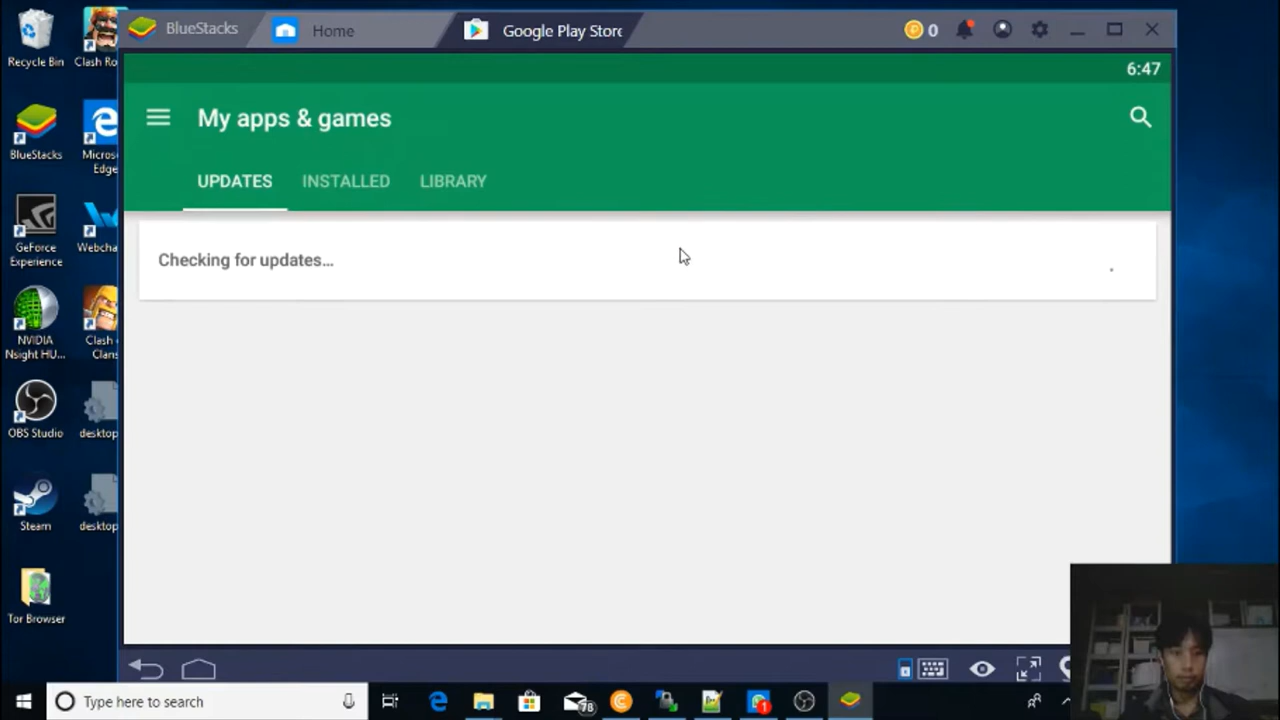 Recycle Bin
Clash Ro
BlueStacks
Home
Google Play Store
0
6:47
My apps & games
UPDATES
INSTALLED
LIBRARY
Checking for updates...
BlueStacks
Micros
Edge
GeForce
Experience
Webcha
NVIDIA
Nsight HU...
Clash
Clans
OBS Studio
desktop
Steam
desktop
Tor Browser
Type here to search
78
1